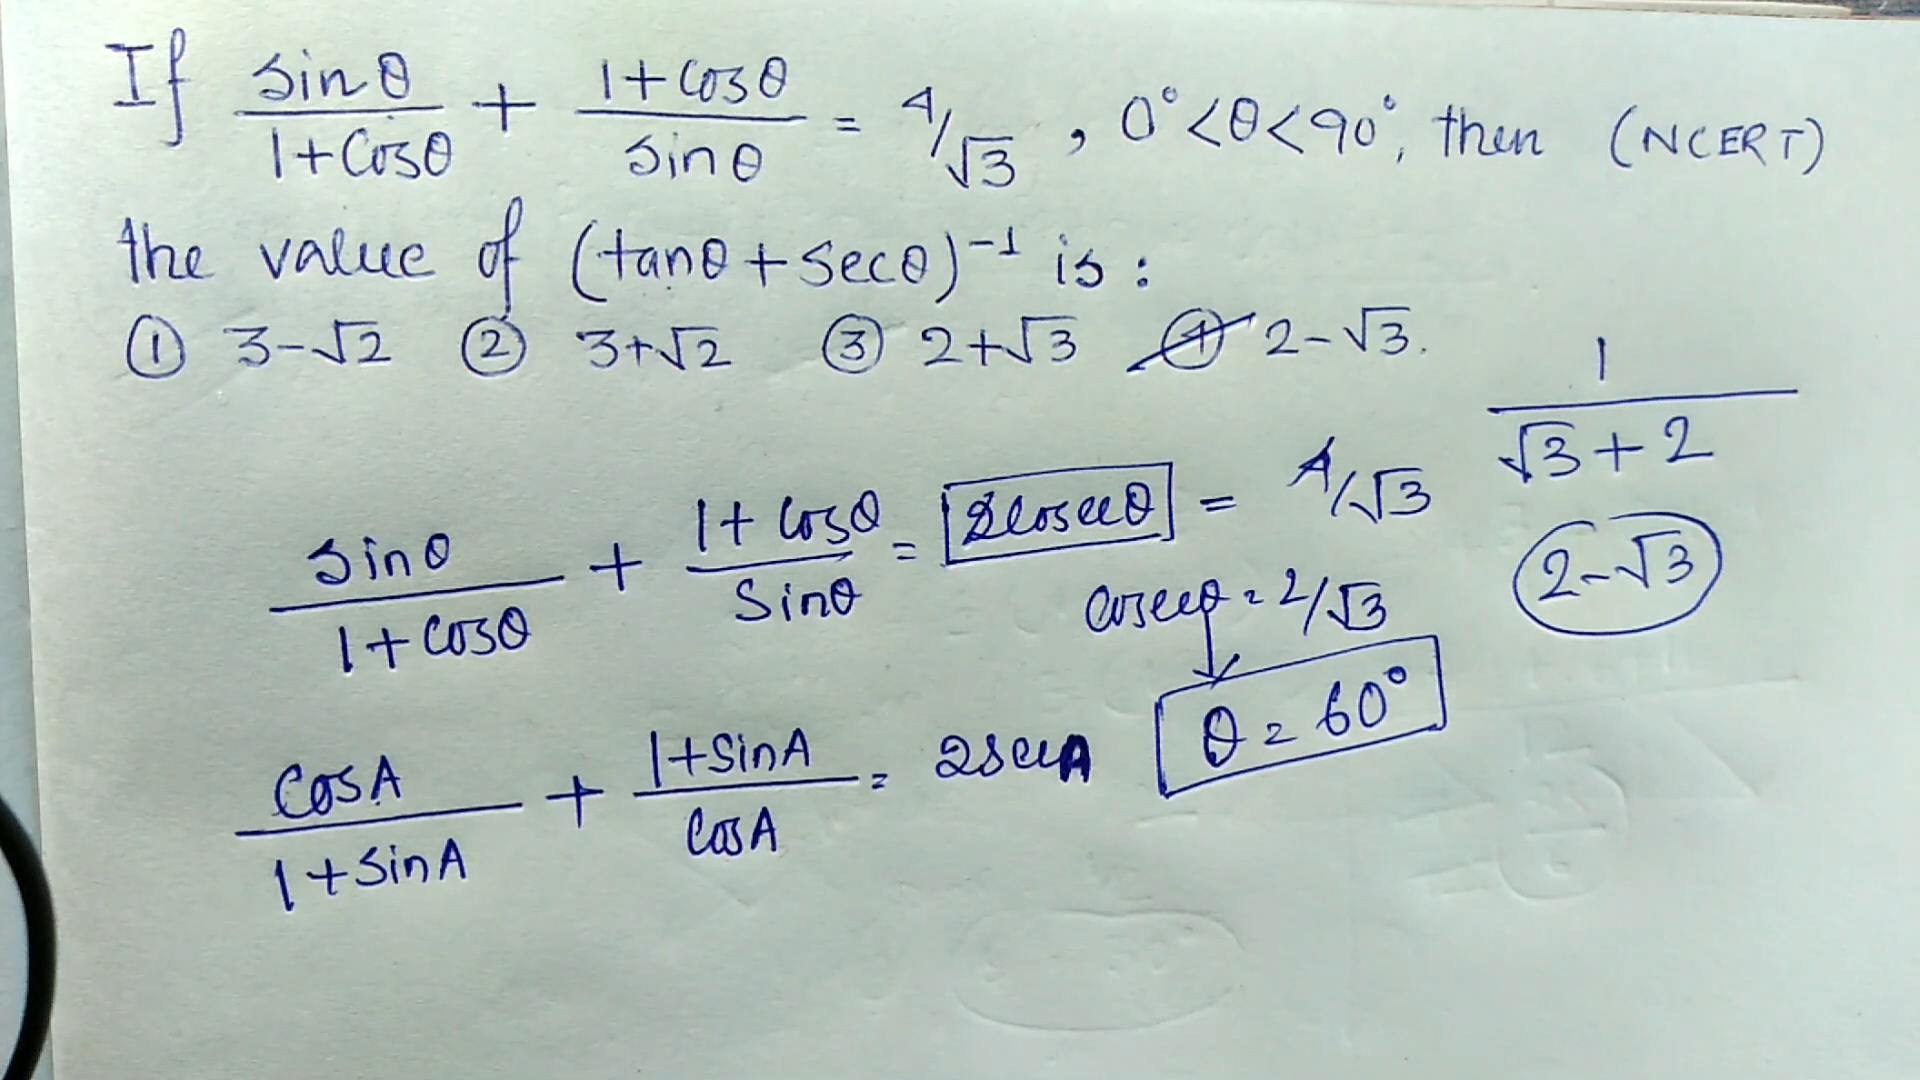 If sinθ/1+Cosθ + 1+cosθ/sinθ = 4/√3 , 0°<θ<90°, then (NCERT)
the value of (tanθ+secθ)⁻¹ is :
① 3-√2 ② 3+√2 ③ 2+√3 ④ 2-√3.
1/√3+2
sinθ/1+cosθ + 1+cosθ/Sinθ = 2cosecθ = 4/√3
2-√3
cosecθ = 2/√3
θ = 60°
CosA/1+SinA + 1+SinA/CosA = 2secA